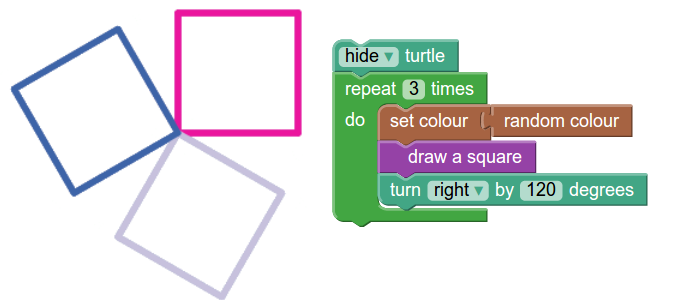 hide ▾ turtle
repeat 3 times
do set colour random colour
draw a square
turn right ▾ by 120 degrees